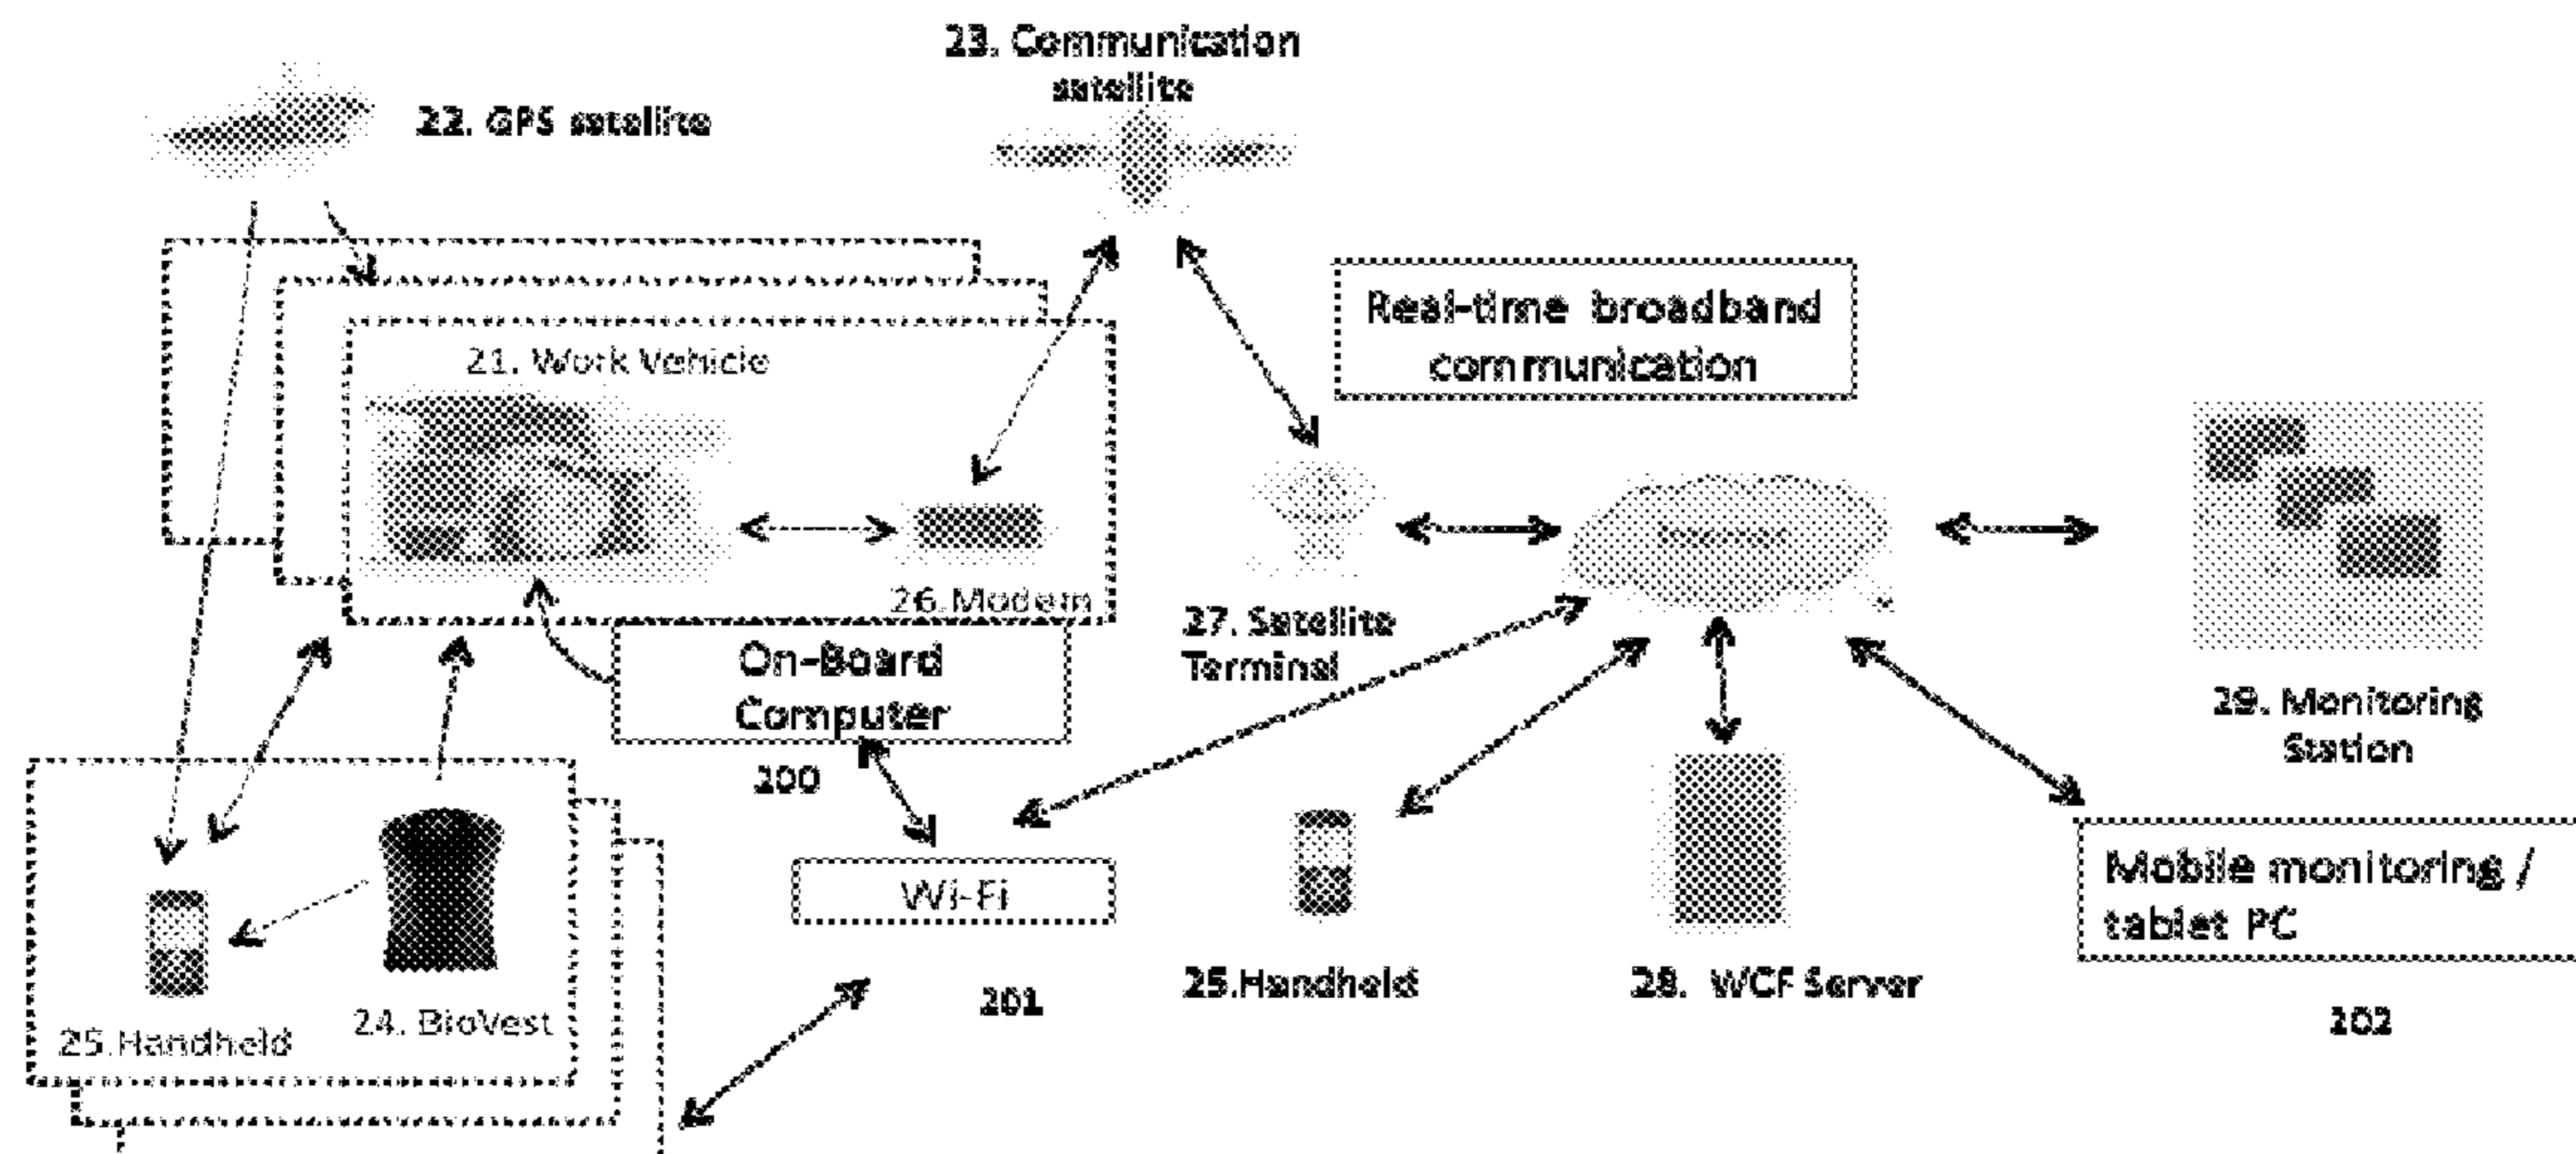 23. Communication
satellite
22. GPS satellite
Real-time broadband
communication
21. Work Vehicle
26.Modem
27. Satellite
Terminal
On-Board
Computer
200
29. Monitoring
Station
Wi-Fi
201
25.Handheld
24. BioVest
25.Handheld
28. WCF Server
Mobile monitoring /
tablet PC
202